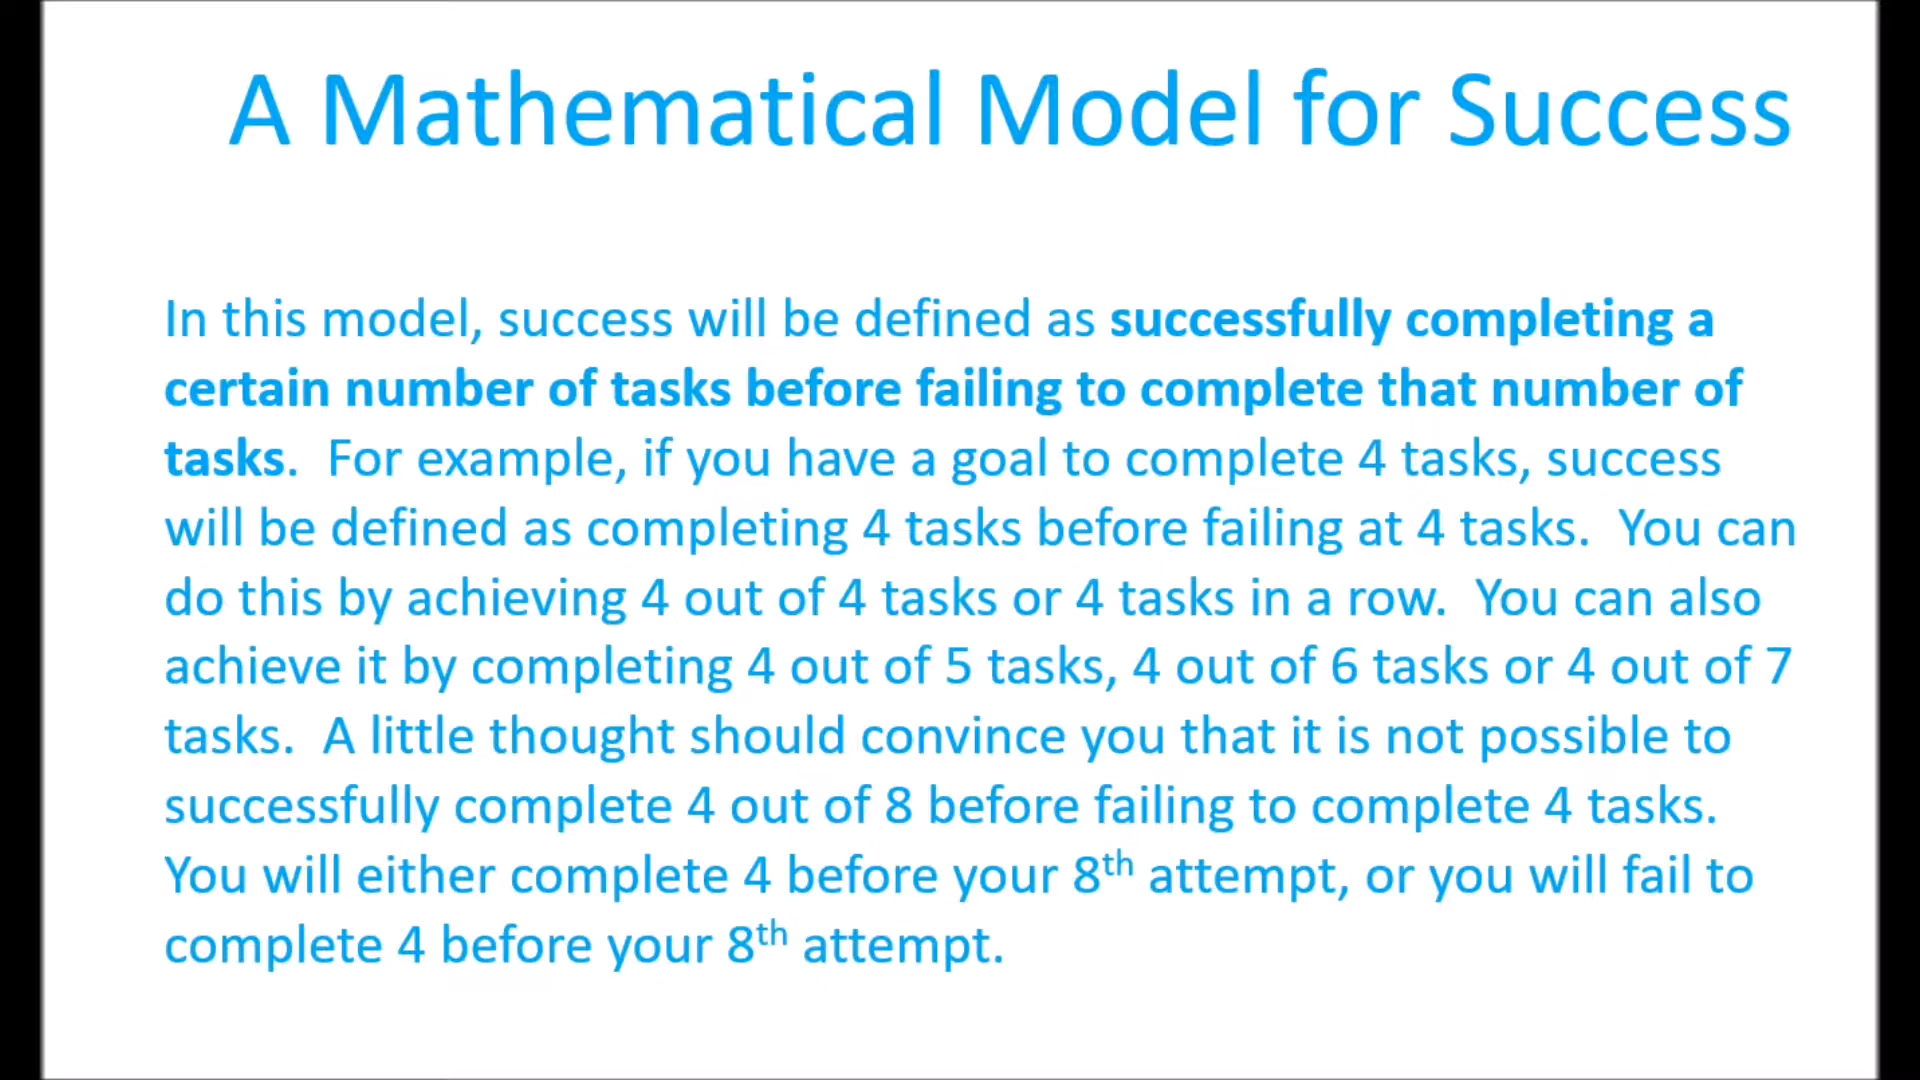 A Mathematical Model for Success
In this model, success will be defined as successfully completing a
certain number of tasks before failing to complete that number of
tasks.  For example, if you have a goal to complete 4 tasks, success
will be defined as completing 4 tasks before failing at 4 tasks.  You can
do this by achieving 4 out of 4 tasks or 4 tasks in a row.  You can also
achieve it by completing 4 out of 5 tasks, 4 out of 6 tasks or 4 out of 7
tasks.  A little thought should convince you that it is not possible to
successfully complete 4 out of 8 before failing to complete 4 tasks.
You will either complete 4 before your 8th attempt, or you will fail to
complete 4 before your 8th attempt.